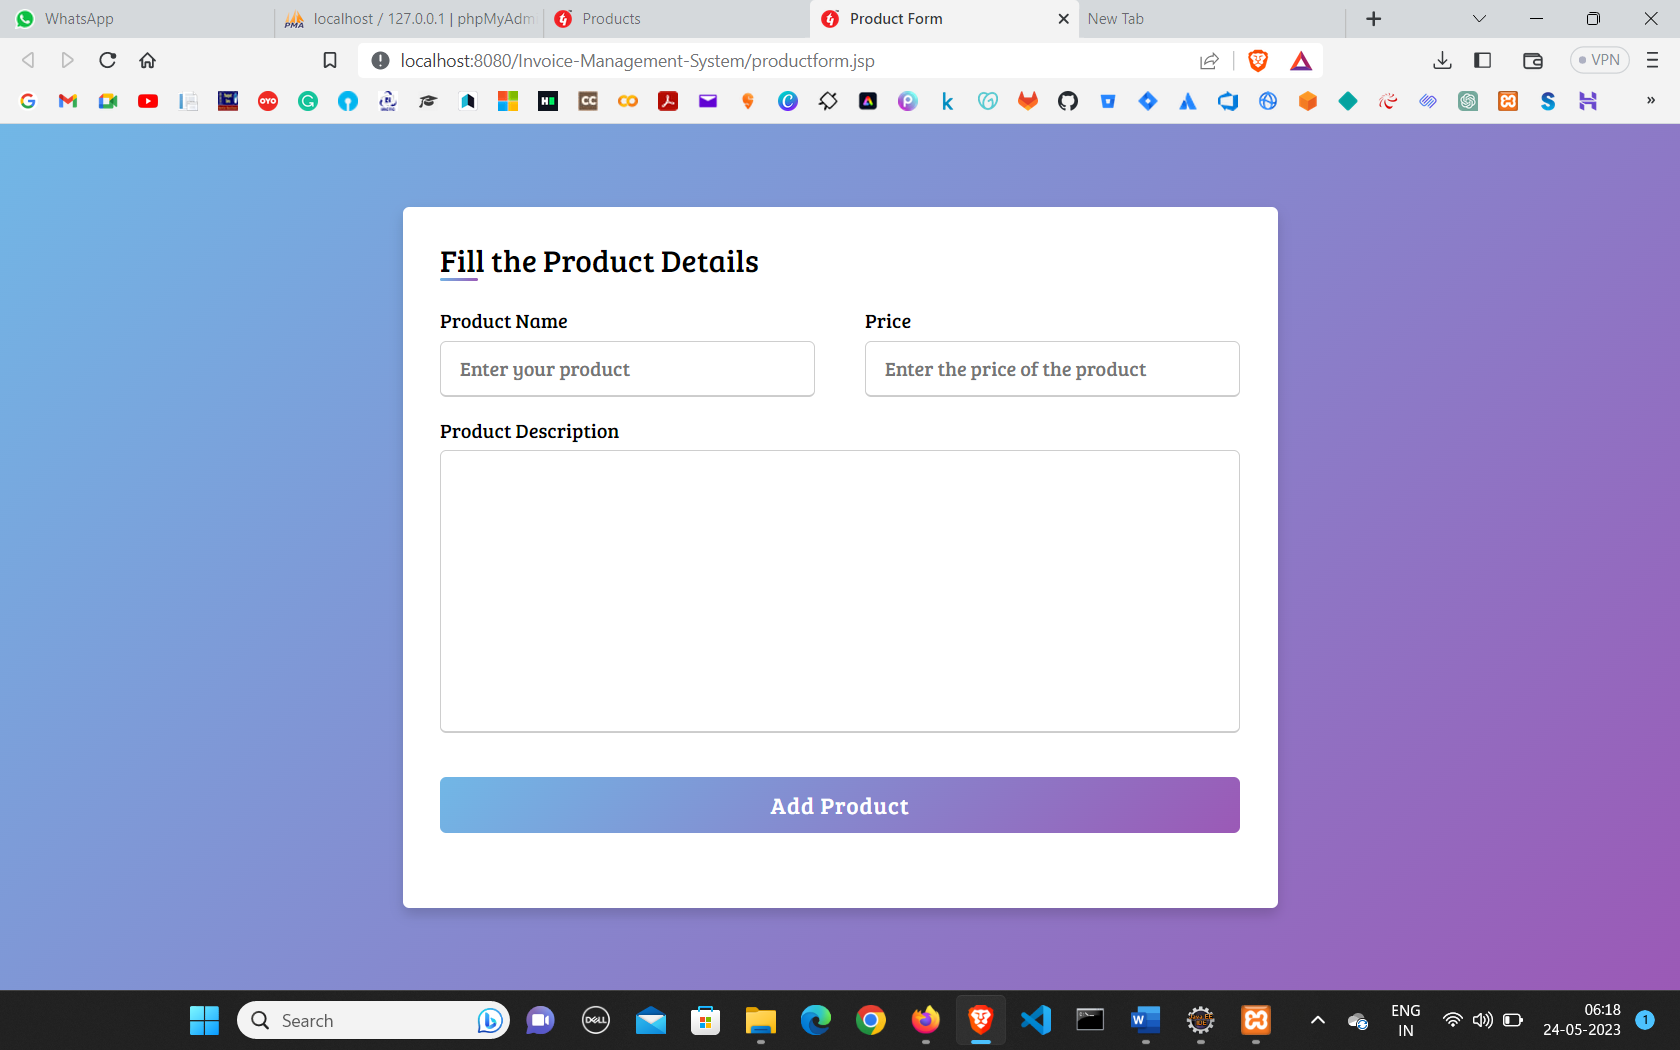 WhatsApp
localhost / 127.0.0.1 | phpMyAdm
Products
Product Form
New Tab
localhost:8080/Invoice-Management-System/productform.jsp
VPN
Fill the Product Details
Product Name
Price
Enter your product
Enter the price of the product
Product Description
Add Product
Search
ENG
IN
06:18
24-05-2023
1